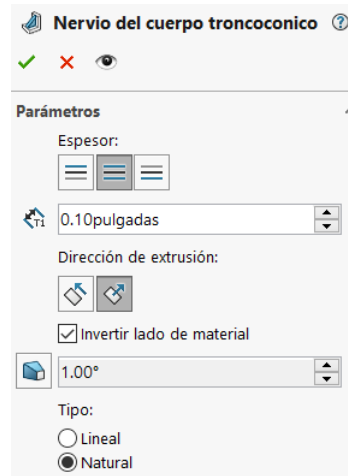 Nervio del cuerpo troncoconico
Parámetros
Espesor:
T1
0.10pulgadas
Dirección de extrusión:
Invertir lado de material
1.00°
Tipo:
Lineal
Natural